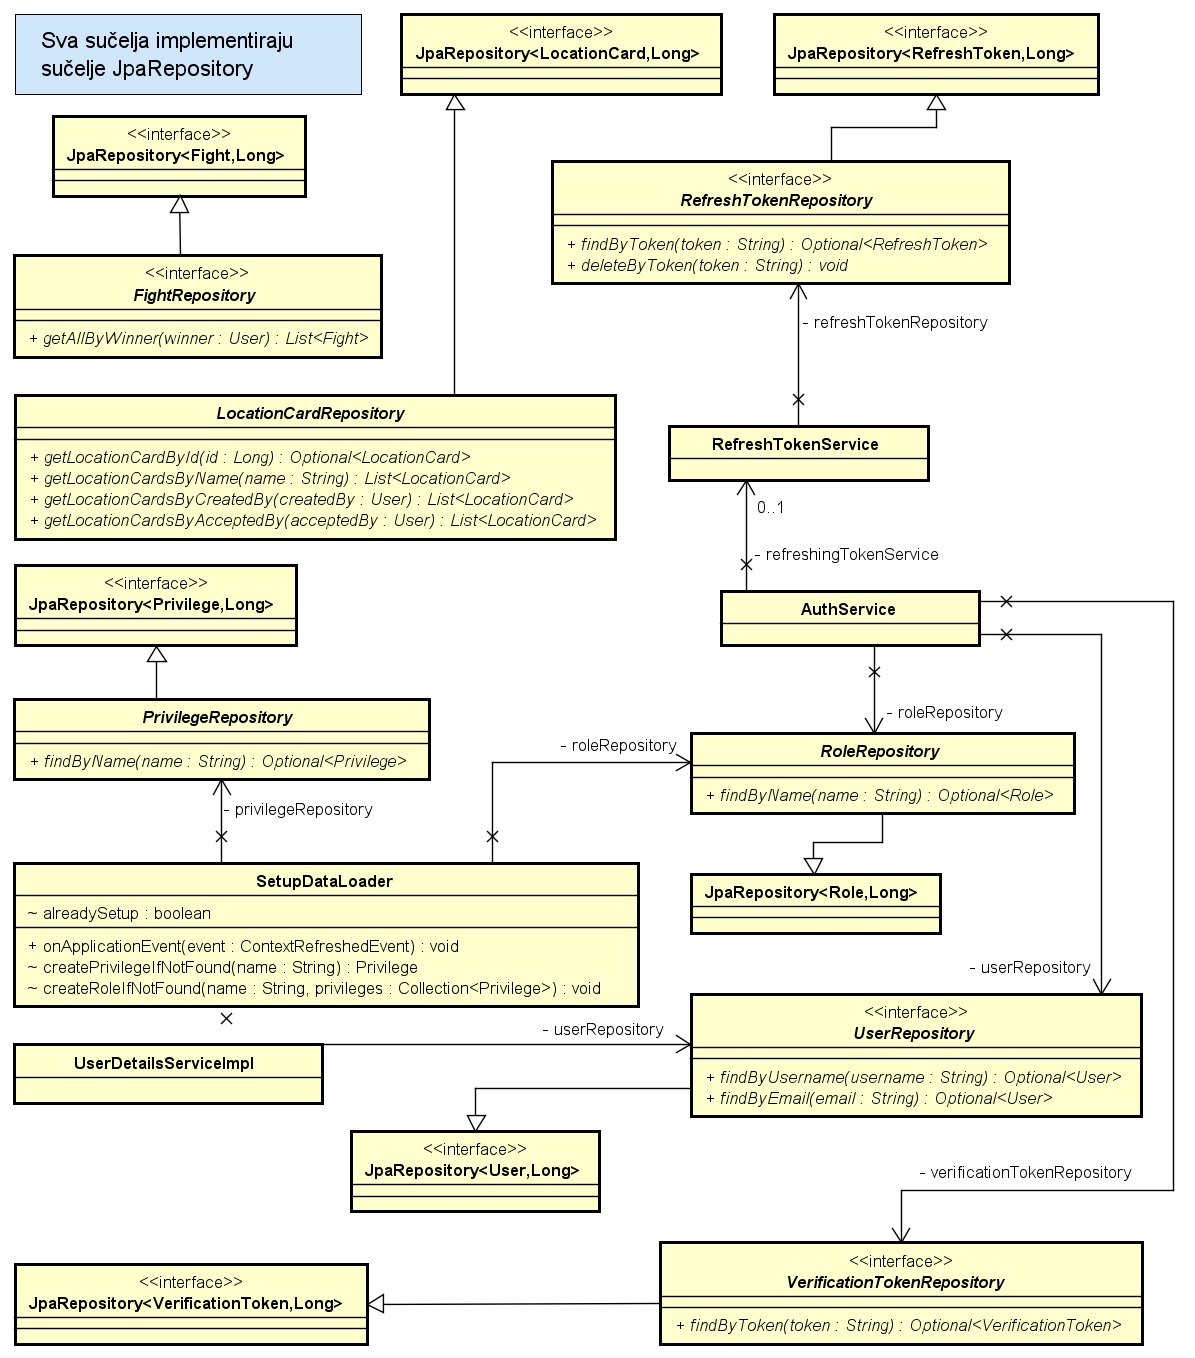 Sva sučelja implementiraju
sučelje JpaRepository
<<interface>>
JpaRepository<LocationCard,Long>
<<interface>>
JpaRepository<RefreshToken,Long>
<<interface>>
JpaRepository<Fight,Long>
<<interface>>
RefreshTokenRepository
+ findByToken(token : String) : Optional<RefreshToken>
+ deleteByToken(token : String) : void
<<interface>>
FightRepository
+ getAllByWinner(winner : User) : List<Fight>
- refreshTokenRepository
LocationCardRepository
+ getLocationCardById(id : Long) : Optional<LocationCard>
+ getLocationCardsByName(name : String) : List<LocationCard>
+ getLocationCardsByCreatedBy(createdBy : User) : List<LocationCard>
+ getLocationCardsByAcceptedBy(acceptedBy : User) : List<LocationCard>
RefreshTokenService
0..1
- refreshingTokenService
<<interface>>
JpaRepository<Privilege,Long>
AuthService
PrivilegeRepository
+ findByName(name : String) : Optional<Privilege>
- roleRepository
- roleRepository
RoleRepository
+ findByName(name : String) : Optional<Role>
- privilegeRepository
SetupDataLoader
~ alreadySetup : boolean
+ onApplicationEvent(event : ContextRefreshedEvent) : void
~ createPrivilegeIfNotFound(name : String) : Privilege
~ createRoleIfNotFound(name : String, privileges : Collection<Privilege>) : void
JpaRepository<Role,Long>
- userRepository
- userRepository
<<interface>>
UserRepository
+ findByUsername(username : String) : Optional<User>
+ findByEmail(email : String) : Optional<User>
UserDetailsServiceImpl
<<interface>>
JpaRepository<User,Long>
- verificationTokenRepository
<<interface>>
VerificationTokenRepository
+ findByToken(token : String) : Optional<VerificationToken>
<<interface>>
JpaRepository<VerificationToken,Long>